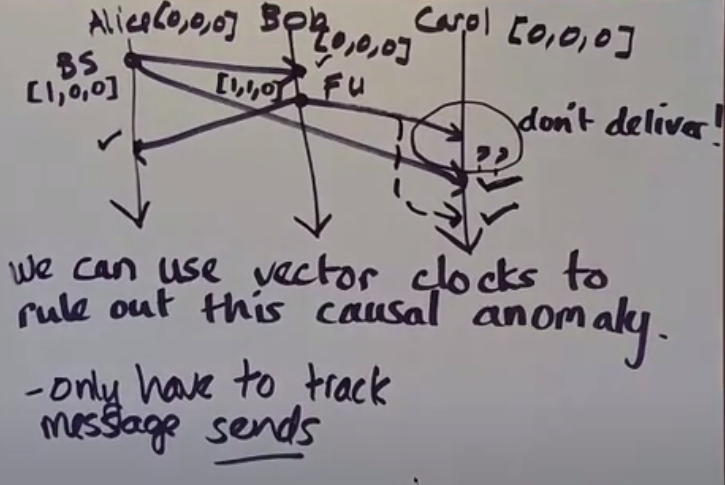 Alice [0,0,0] Bob Carol [0,0,0]
[0,0,0]
BS
[1,0,0] [1,1,0] FU
don't deliver!
we can use vector clocks to
rule out this causal anomaly.
-only have to track
message sends